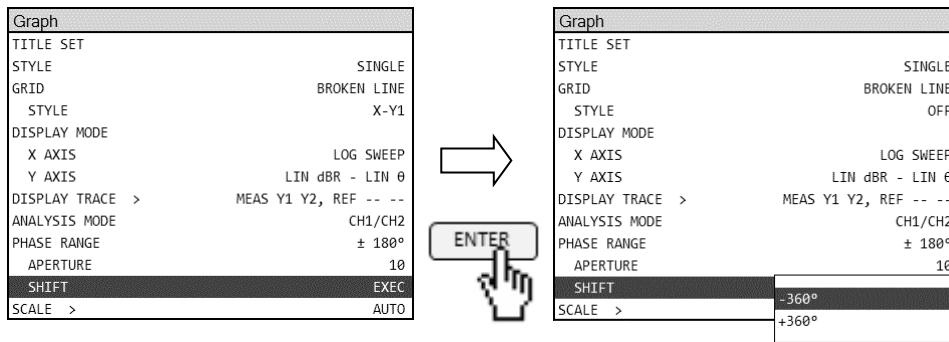 Graph
TITLE SET
STYLE SINGLE
GRID BROKEN LINE
STYLE X-Y1
DISPLAY MODE
X AXIS LOG SWEEP
Y AXIS LIN dBR - LIN θ
DISPLAY TRACE > MEAS Y1 Y2, REF -- --
ANALYSIS MODE CH1/CH2
PHASE RANGE ± 180°
APERTURE 10
SHIFT EXEC
SCALE > AUTO
ENTER
Graph
TITLE SET
STYLE SINGLE
GRID BROKEN LINE
STYLE OFF
DISPLAY MODE
X AXIS LOG SWEEP
Y AXIS LIN dBR - LIN θ
DISPLAY TRACE > MEAS Y1 Y2, REF -- --
ANALYSIS MODE CH1/CH2
PHASE RANGE ± 180°
APERTURE 10
SHIFT
SCALE >
-360°
+360°